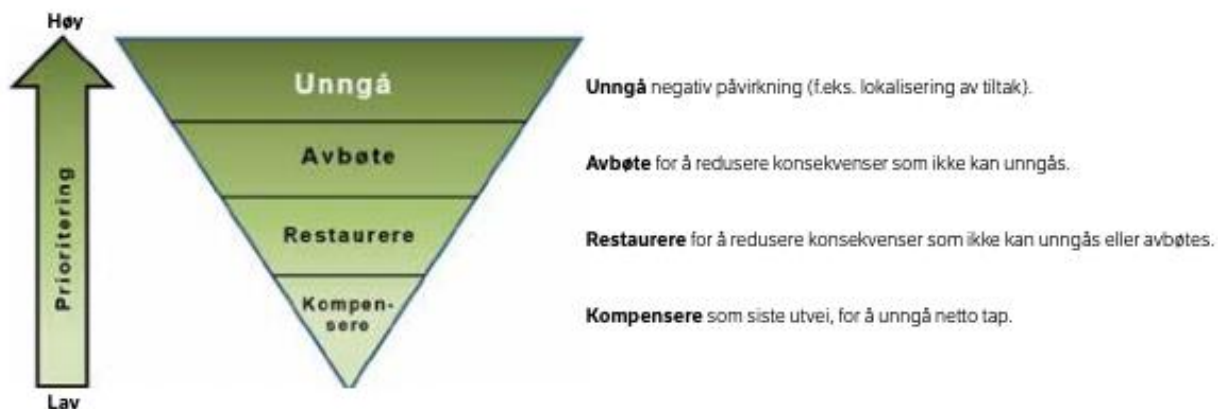 Høy
Prioritering
Lav
Unngå
Avbøte
Restaurere
Kompen-
sere
Unngå negativ påvirkning (f.eks. lokalisering av tiltak).
Avbøte for å redusere konsekvenser som ikke kan unngås.
Restaurere for å redusere konsekvenser som ikke kan unngås eller avbøtes.
Kompensere som siste utvei, for å unngå netto tap.